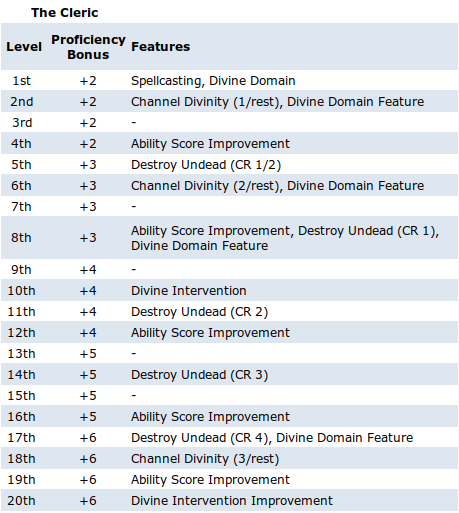 The Cleric
Level Proficiency Bonus Features
1st +2 Spellcasting, Divine Domain
2nd +2 Channel Divinity (1/rest), Divine Domain Feature
3rd +2 -
4th +2 Ability Score Improvement
5th +3 Destroy Undead (CR 1/2)
6th +3 Channel Divinity (2/rest), Divine Domain Feature
7th +3 -
8th +3 Ability Score Improvement, Destroy Undead (CR 1),
Divine Domain Feature
9th +4 -
10th +4 Divine Intervention
11th +4 Destroy Undead (CR 2)
12th +4 Ability Score Improvement
13th +5 -
14th +5 Destroy Undead (CR 3)
15th +5 -
16th +5 Ability Score Improvement
17th +6 Destroy Undead (CR 4), Divine Domain Feature
18th +6 Channel Divinity (3/rest)
19th +6 Ability Score Improvement
20th +6 Divine Intervention Improvement